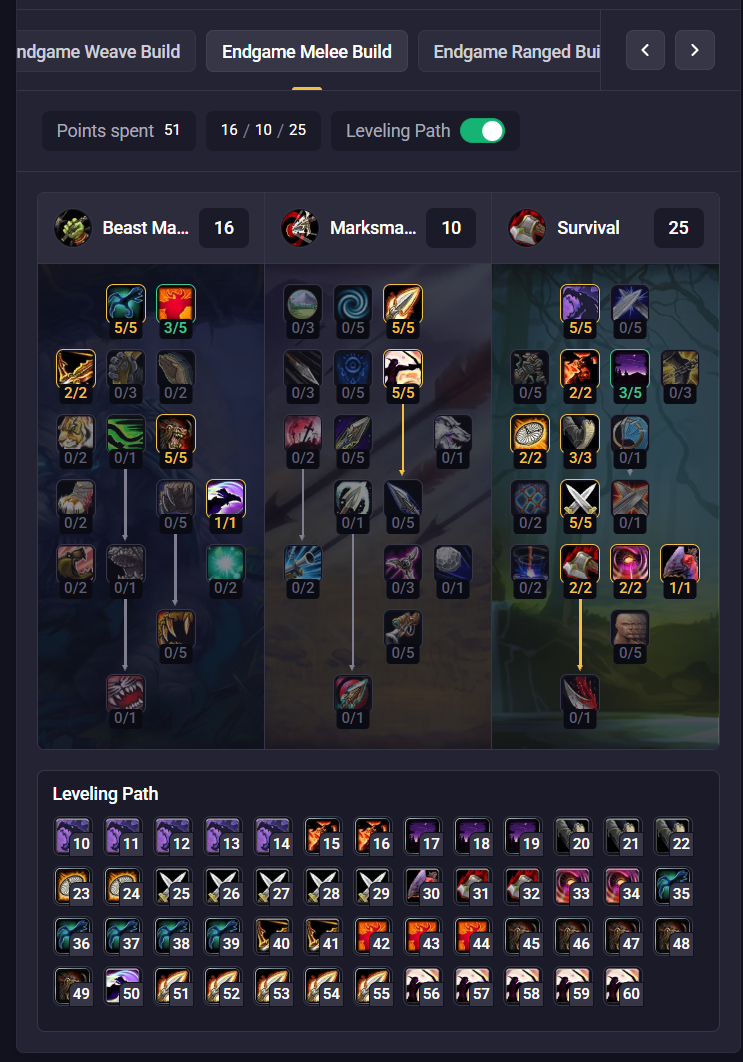 ndgame Weave Build Endgame Melee Build Endgame Ranged Bui
Points spent 51 16 / 10 / 25 Leveling Path
Beast Ma... 16 Marksma... 10 Survival 25
5/5 3/5 0/3 0/5 5/5 5/5 0/5
2/2 0/3 0/2 0/3 0/5 5/5 0/5 2/2 3/5 0/3
0/2 0/1 5/5 0/2 0/5 0/1 2/2 3/3 0/1
0/2 0/5 1/1 0/1 0/5 0/2 5/5 0/1
0/2 0/1 0/2 0/2 0/3 0/1 0/2 2/2 2/2 1/1
0/5 0/5 0/5
0/1 0/1 0/1
Leveling Path
10 11 12 13 14 15 16 17 18 19 20 21 22
23 24 25 26 27 28 29 30 31 32 33 34 35
36 37 38 39 40 41 42 43 44 45 46 47 48
49 50 51 52 53 54 55 56 57 58 59 60